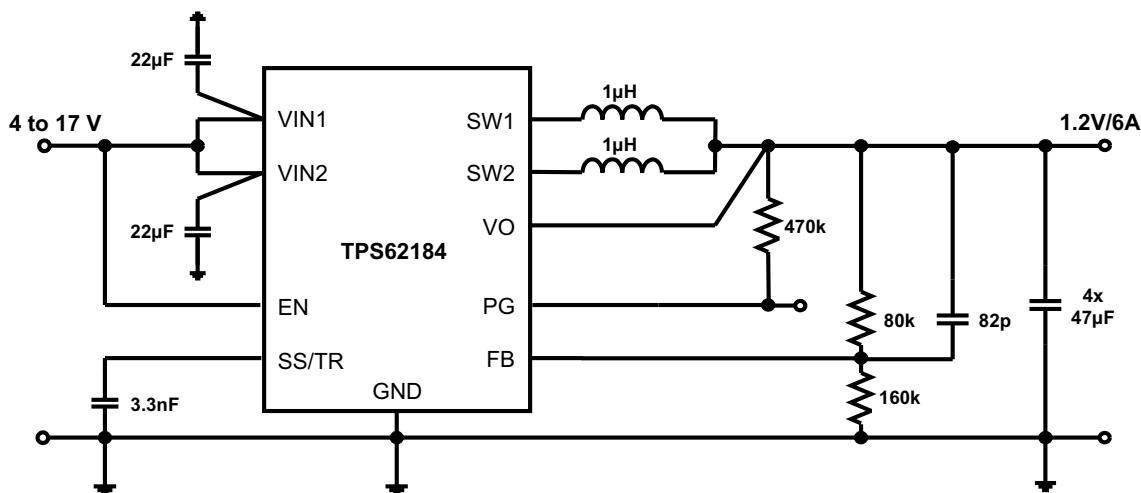 22µF
4 to 17 V
22µF
VIN1
VIN2
EN
SS/TR
GND
TPS62184
SW1
SW2
VO
PG
FB
1µH
1µH
1.2V/6A
470k
80k
82p
4x
47µF
160k
3.3nF